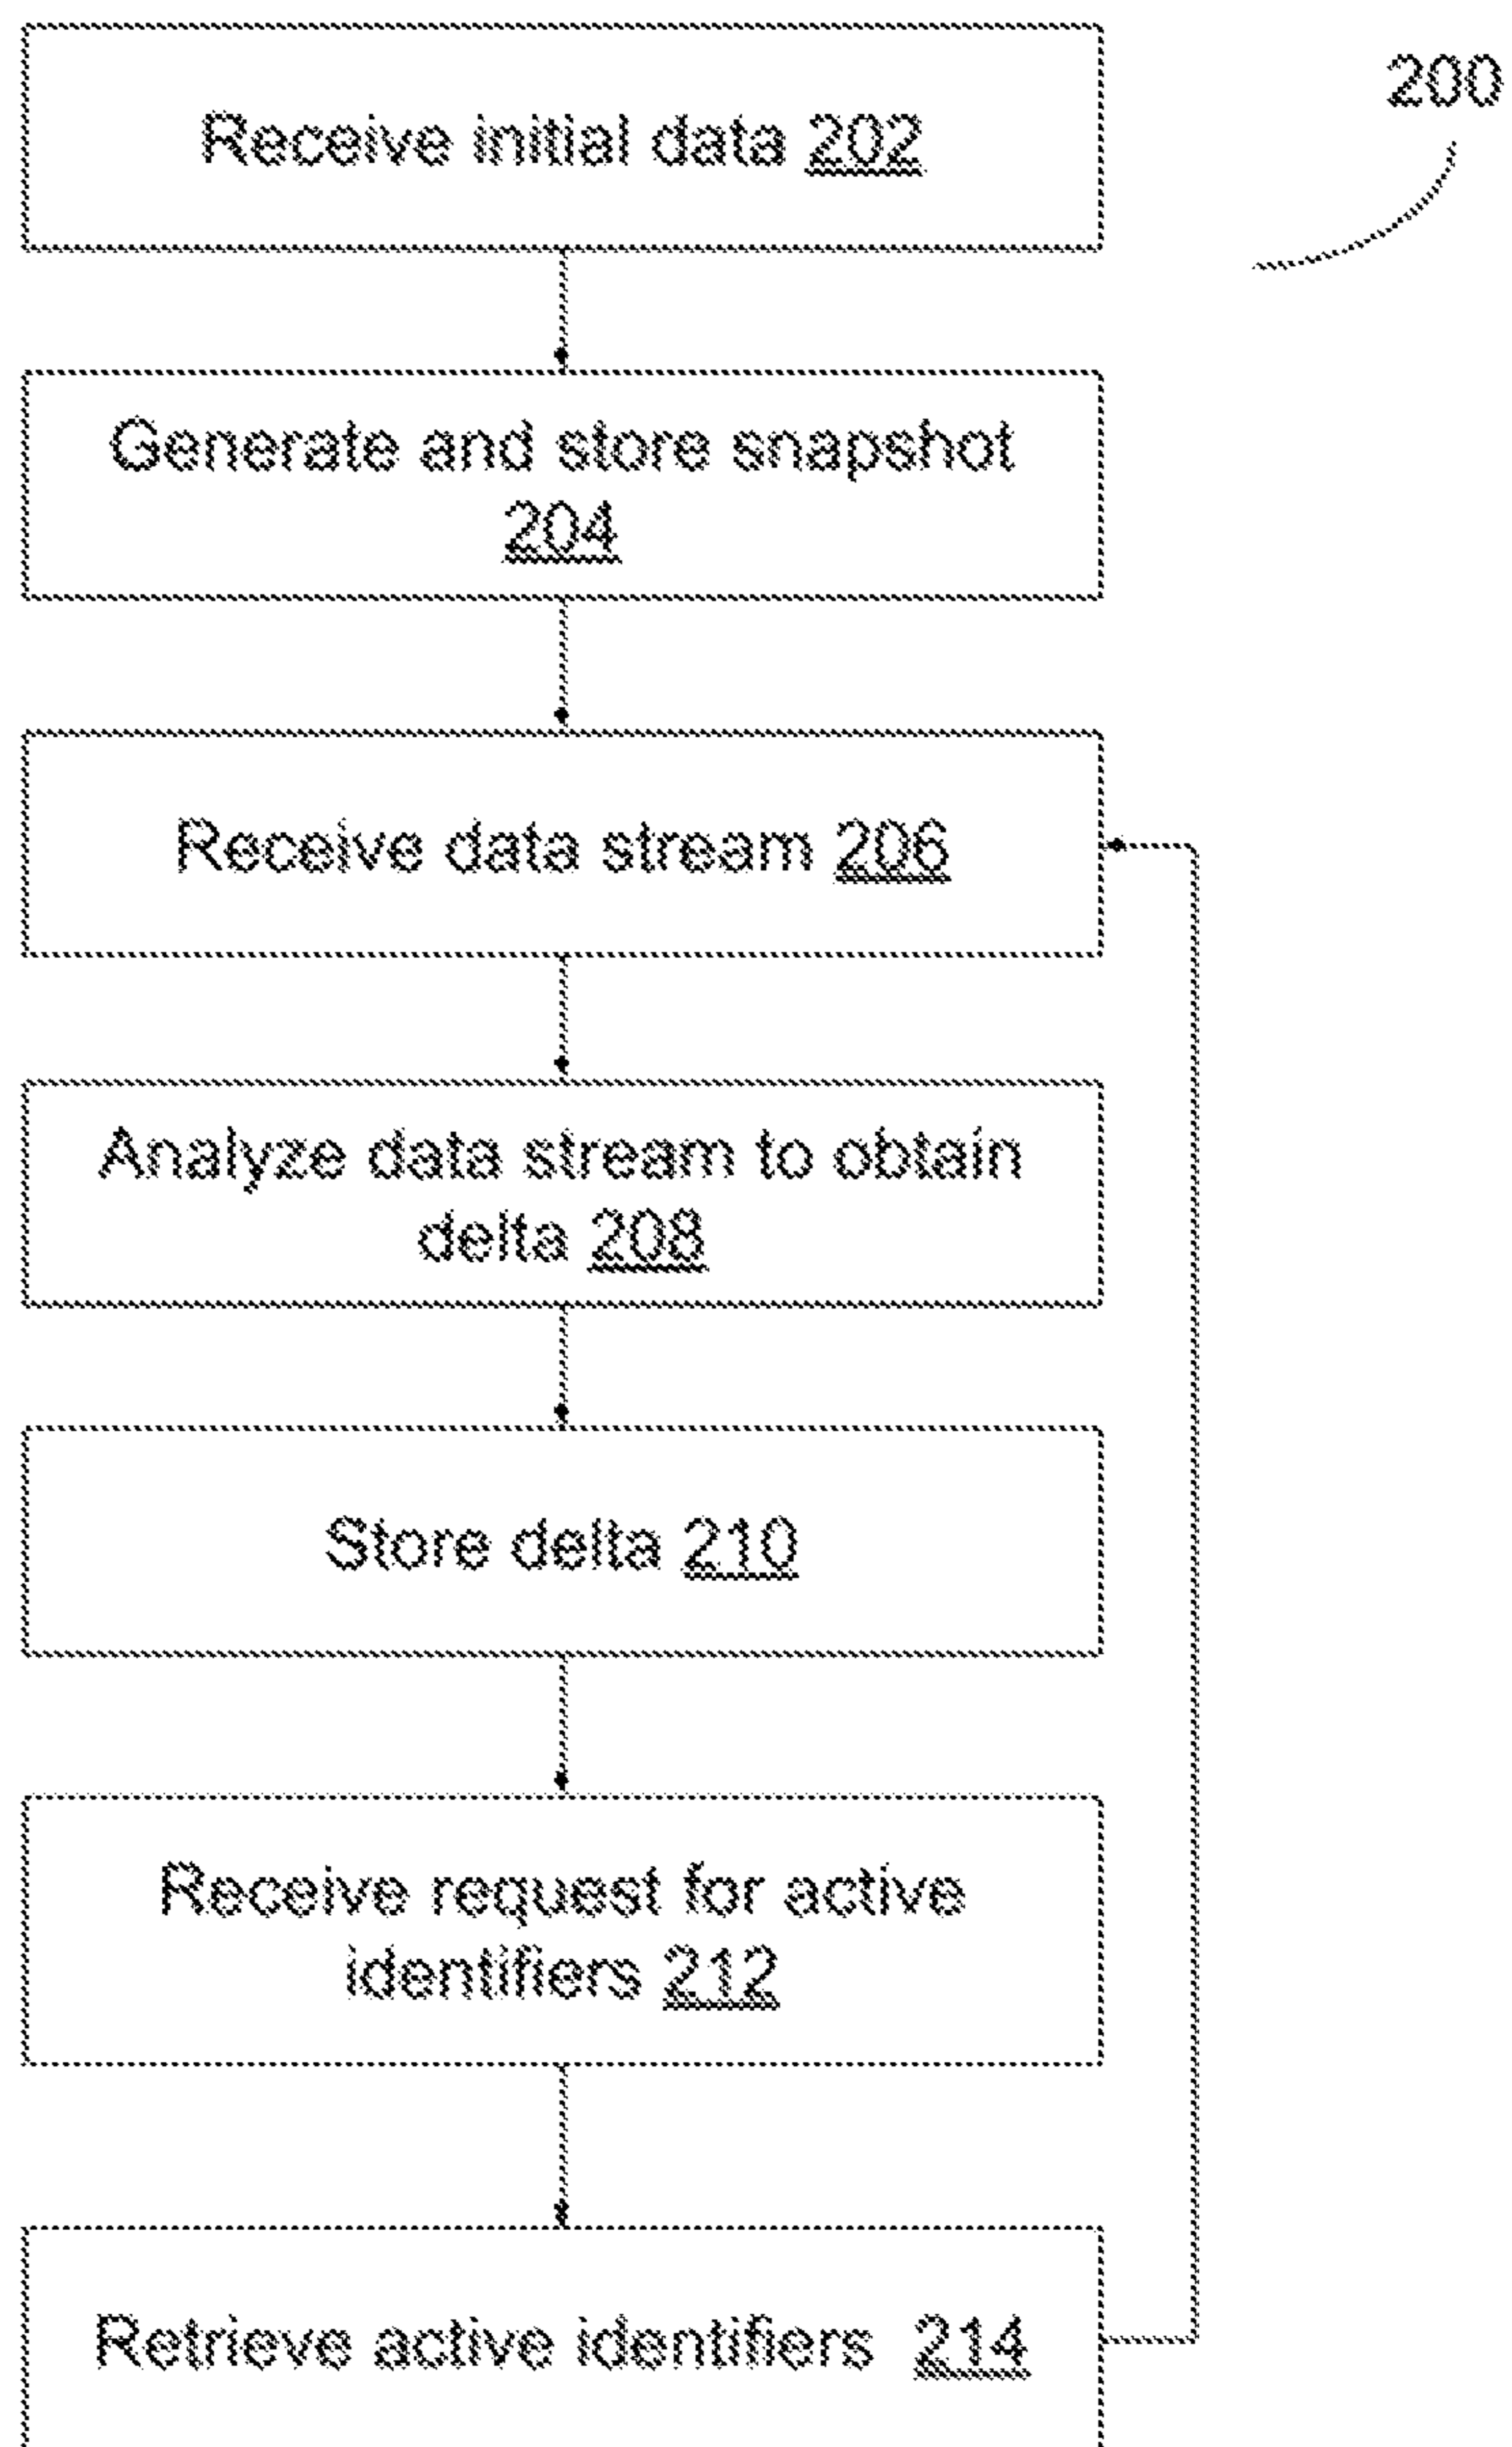 200
Receive initial data 202
Generate and store snapshot
204
Receive data stream 206
Analyze data stream to obtain
delta 208
Store delta 210
Receive request for active
identifiers 212
Retrieve active identifiers 214